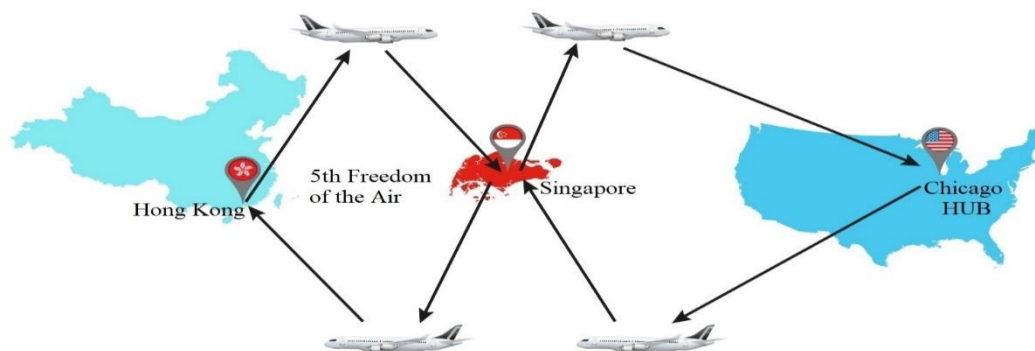 5th Freedom
of the Air
Hong Kong
Singapore
Chicago
HUB